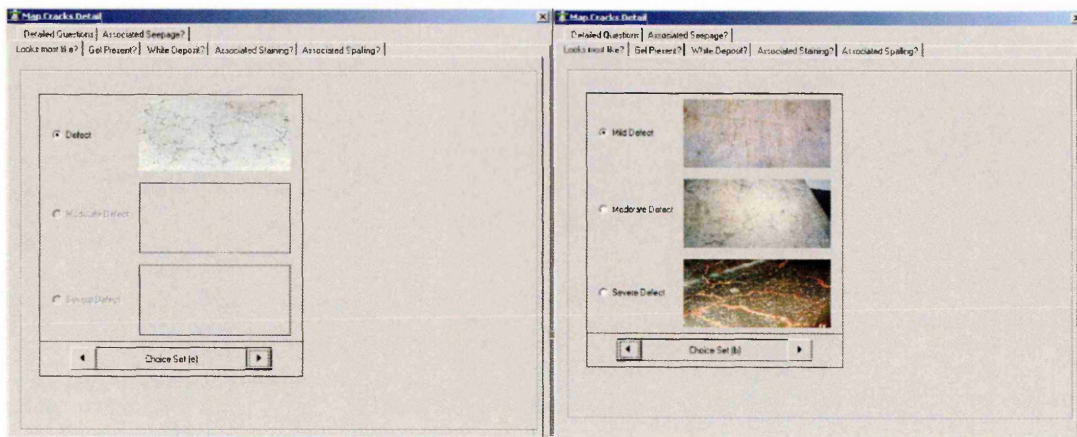 Map Cracks Detail
Detailed Questions Associated Seepage?
Looks most like? Gel Present? White Deposit? Associated Staining? Associated Spalling?
Defect
Moderate Defect
Severe Defect
Choice Set (e)
Map Cracks Detail
Detailed Questions Associated Seepage?
Looks most like? Gel Present? White Deposit? Associated Staining? Associated Spalling?
Mild Defect
Moderate Defect
Severe Defect
Choice Set (b)